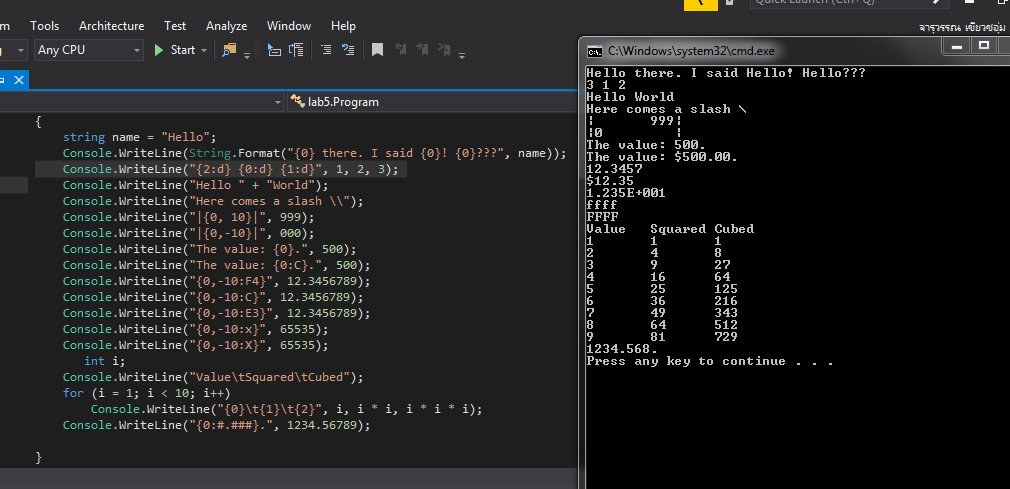 Quick Launch (Ctrl+Q)
m Tools Architecture Test Analyze Window Help
จารุวรรณ เขียวชอุ่ม
Any CPU Start
C:\Windows\system32\cmd.exe
lab5.Program
{
string name = "Hello";
Console.WriteLine(String.Format("{0} there. I said {0}! {0}???", name));
Console.WriteLine("{2:d} {0:d} {1:d}", 1, 2, 3);
Console.WriteLine("Hello " + "World");
Console.WriteLine("Here comes a slash \\");
Console.WriteLine("|{0, 10}|", 999);
Console.WriteLine("|{0,-10}|", 000);
Console.WriteLine("The value: {0}.", 500);
Console.WriteLine("The value: {0:C}.", 500);
Console.WriteLine("{0,-10:F4}", 12.3456789);
Console.WriteLine("{0,-10:C}", 12.3456789);
Console.WriteLine("{0,-10:E3}", 12.3456789);
Console.WriteLine("{0,-10:x}", 65535);
Console.WriteLine("{0,-10:X}", 65535);
int i;
Console.WriteLine("Value\tSquared\tCubed");
for (i = 1; i < 10; i++)
Console.WriteLine("{0}\t{1}\t{2}", i, i * i, i * i * i);
Console.WriteLine("{0:#.###}.", 1234.56789);
}
Hello there. I said Hello! Hello???
3 1 2
Hello World
Here comes a slash \
|       999|
|0         |
The value: 500.
The value: $500.00.
12.3457
$12.35
1.235E+001
ffff
FFFF
Value Squared Cubed
1 1 1
2 4 8
3 9 27
4 16 64
5 25 125
6 36 216
7 49 343
8 64 512
9 81 729
1234.568.
Press any key to continue . . .